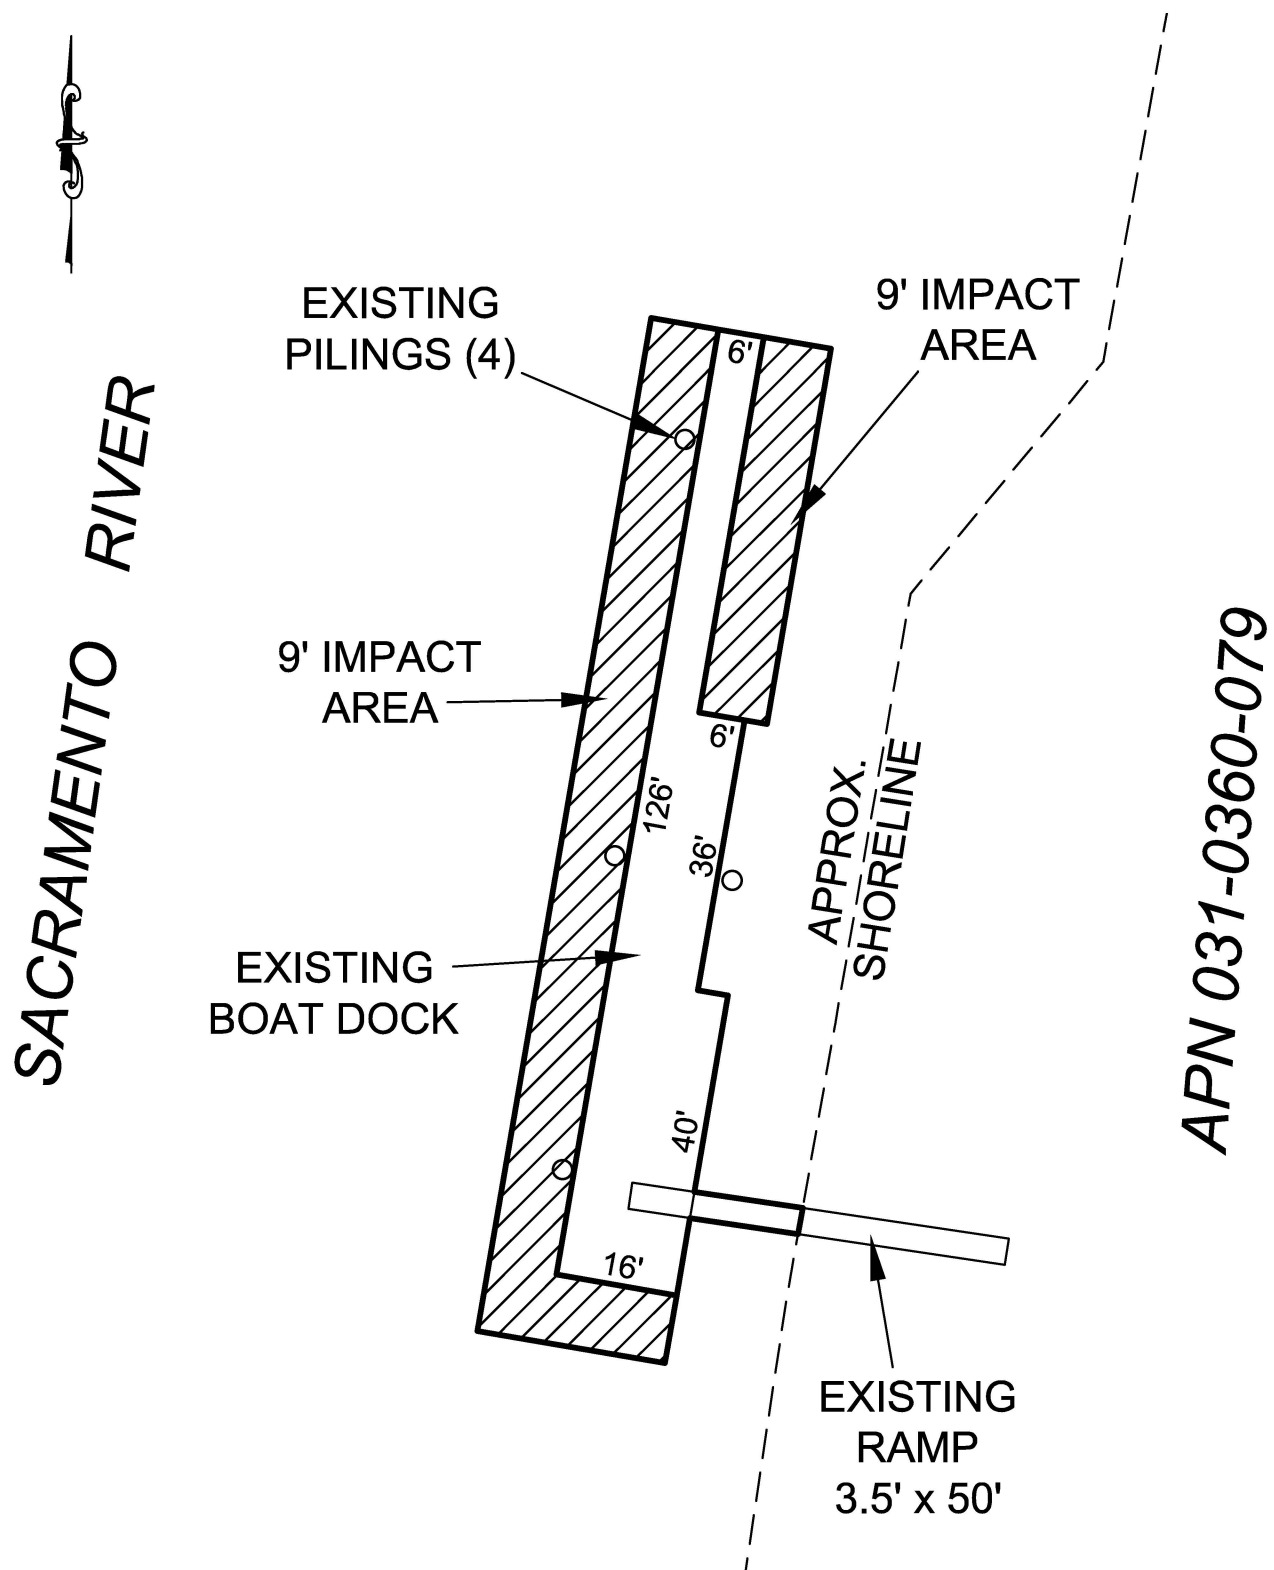 EXISTING
PILINGS (4)
9' IMPACT
AREA
6'
SACRAMENTO RIVER
9' IMPACT
AREA
6'
126'
36'
APPROX.
SHORELINE
APN 031-0360-079
EXISTING
BOAT DOCK
40'
16'
EXISTING
RAMP
3.5' x 50'